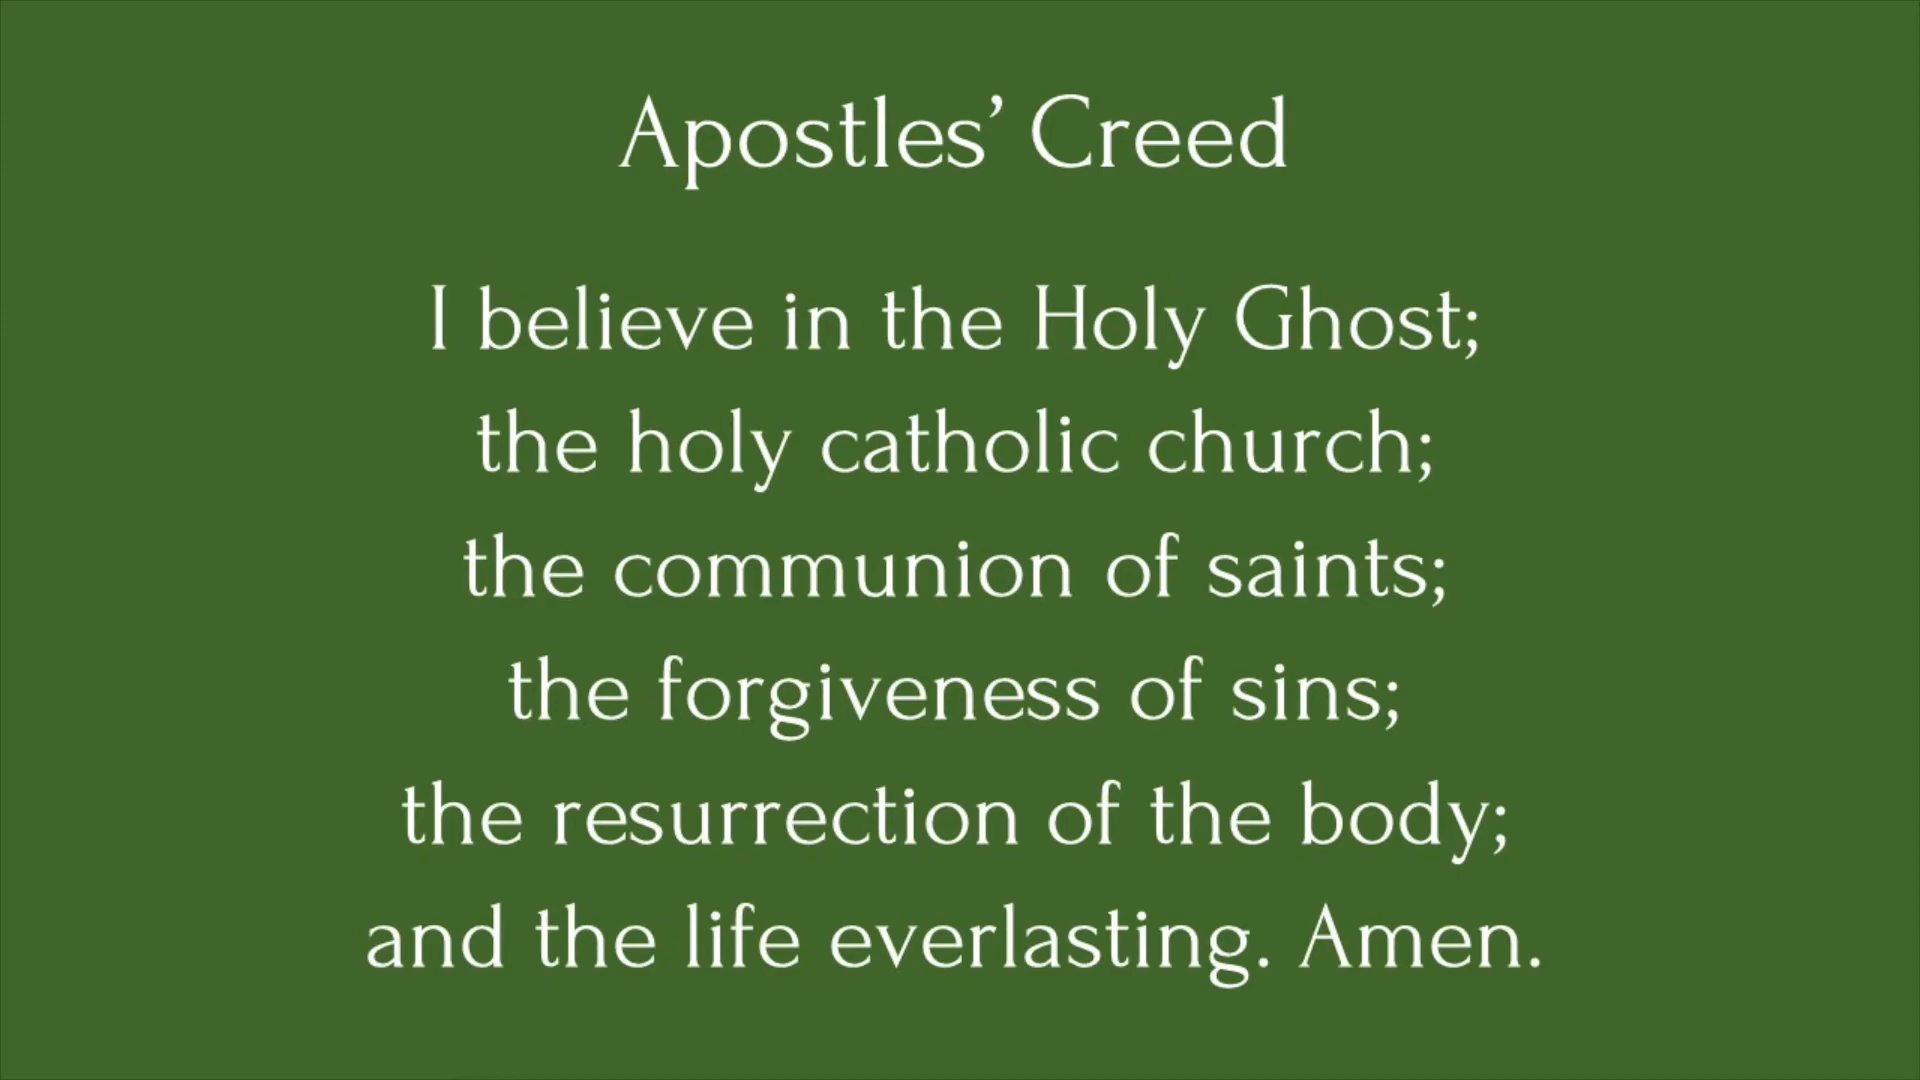 Apostles’ Creed
I believe in the Holy Ghost;
the holy catholic church;
the communion of saints;
the forgiveness of sins;
the resurrection of the body;
and the life everlasting. Amen.